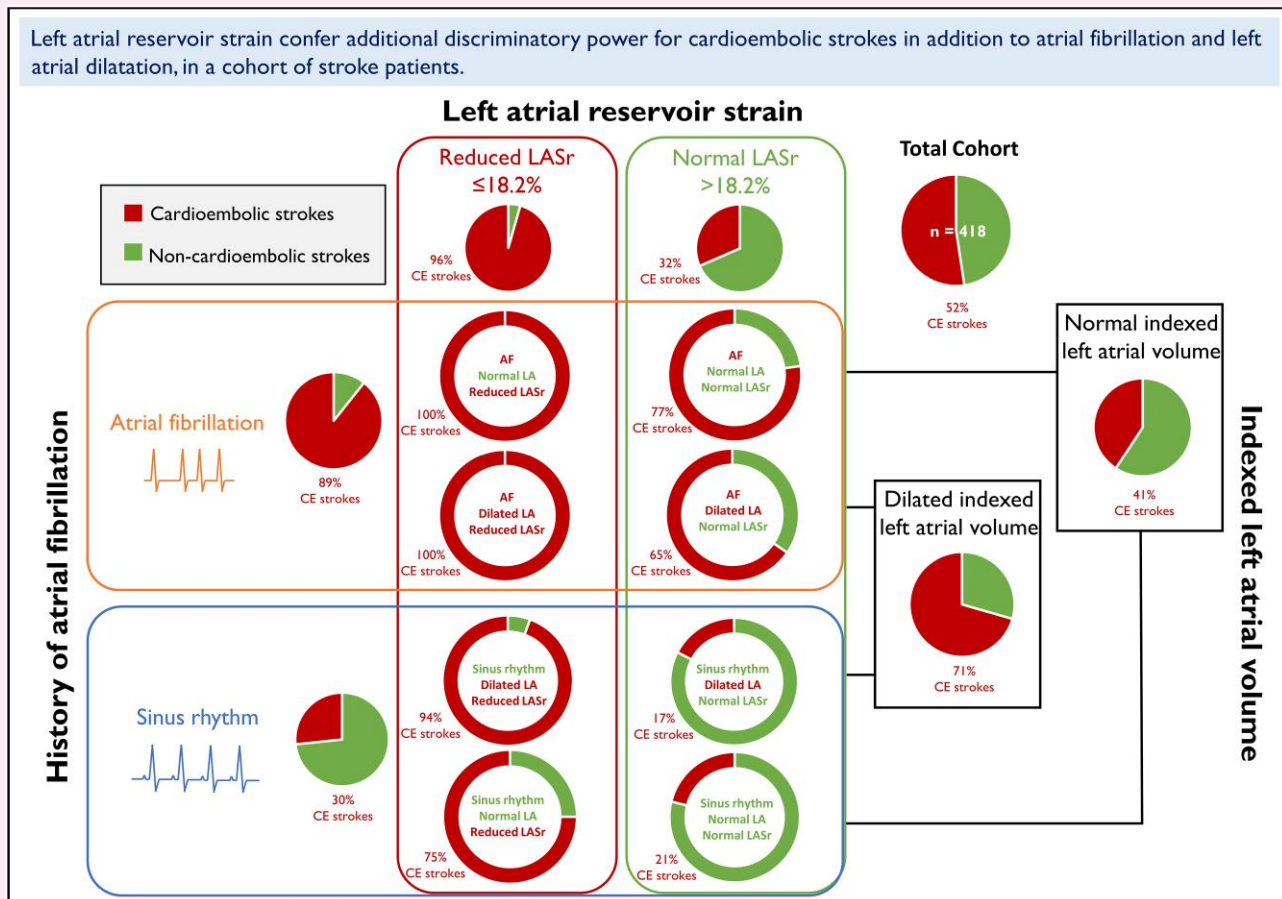 Left atrial reservoir strain confer additional discriminatory power for cardioembolic strokes in addition to atrial fibrillation and left
atrial dilatation, in a cohort of stroke patients.
Left atrial reservoir strain
Reduced LASr
≤18.2%
96%
CE strokes
Normal LASr
>18.2%
32%
CE strokes
Total Cohort
n = 418
52%
CE strokes
Cardioembolic strokes
Non-cardioembolic strokes
History of atrial fibrillation
Atrial fibrillation
89%
CE strokes
AF
Normal LA
Reduced LASr
100%
CE strokes
AF
Normal LA
Normal LASr
77%
CE strokes
AF
Dilated LA
Reduced LASr
100%
CE strokes
AF
Dilated LA
Normal LASr
65%
CE strokes
Sinus rhythm
30%
CE strokes
Sinus rhythm
Dilated LA
Reduced LASr
94%
CE strokes
Sinus rhythm
Dilated LA
Normal LASr
17%
CE strokes
Sinus rhythm
Normal LA
Reduced LASr
75%
CE strokes
Sinus rhythm
Normal LA
Normal LASr
21%
CE strokes
Normal indexed
left atrial volume
41%
CE strokes
Dilated indexed
left atrial volume
71%
CE strokes
Indexed left atrial volume